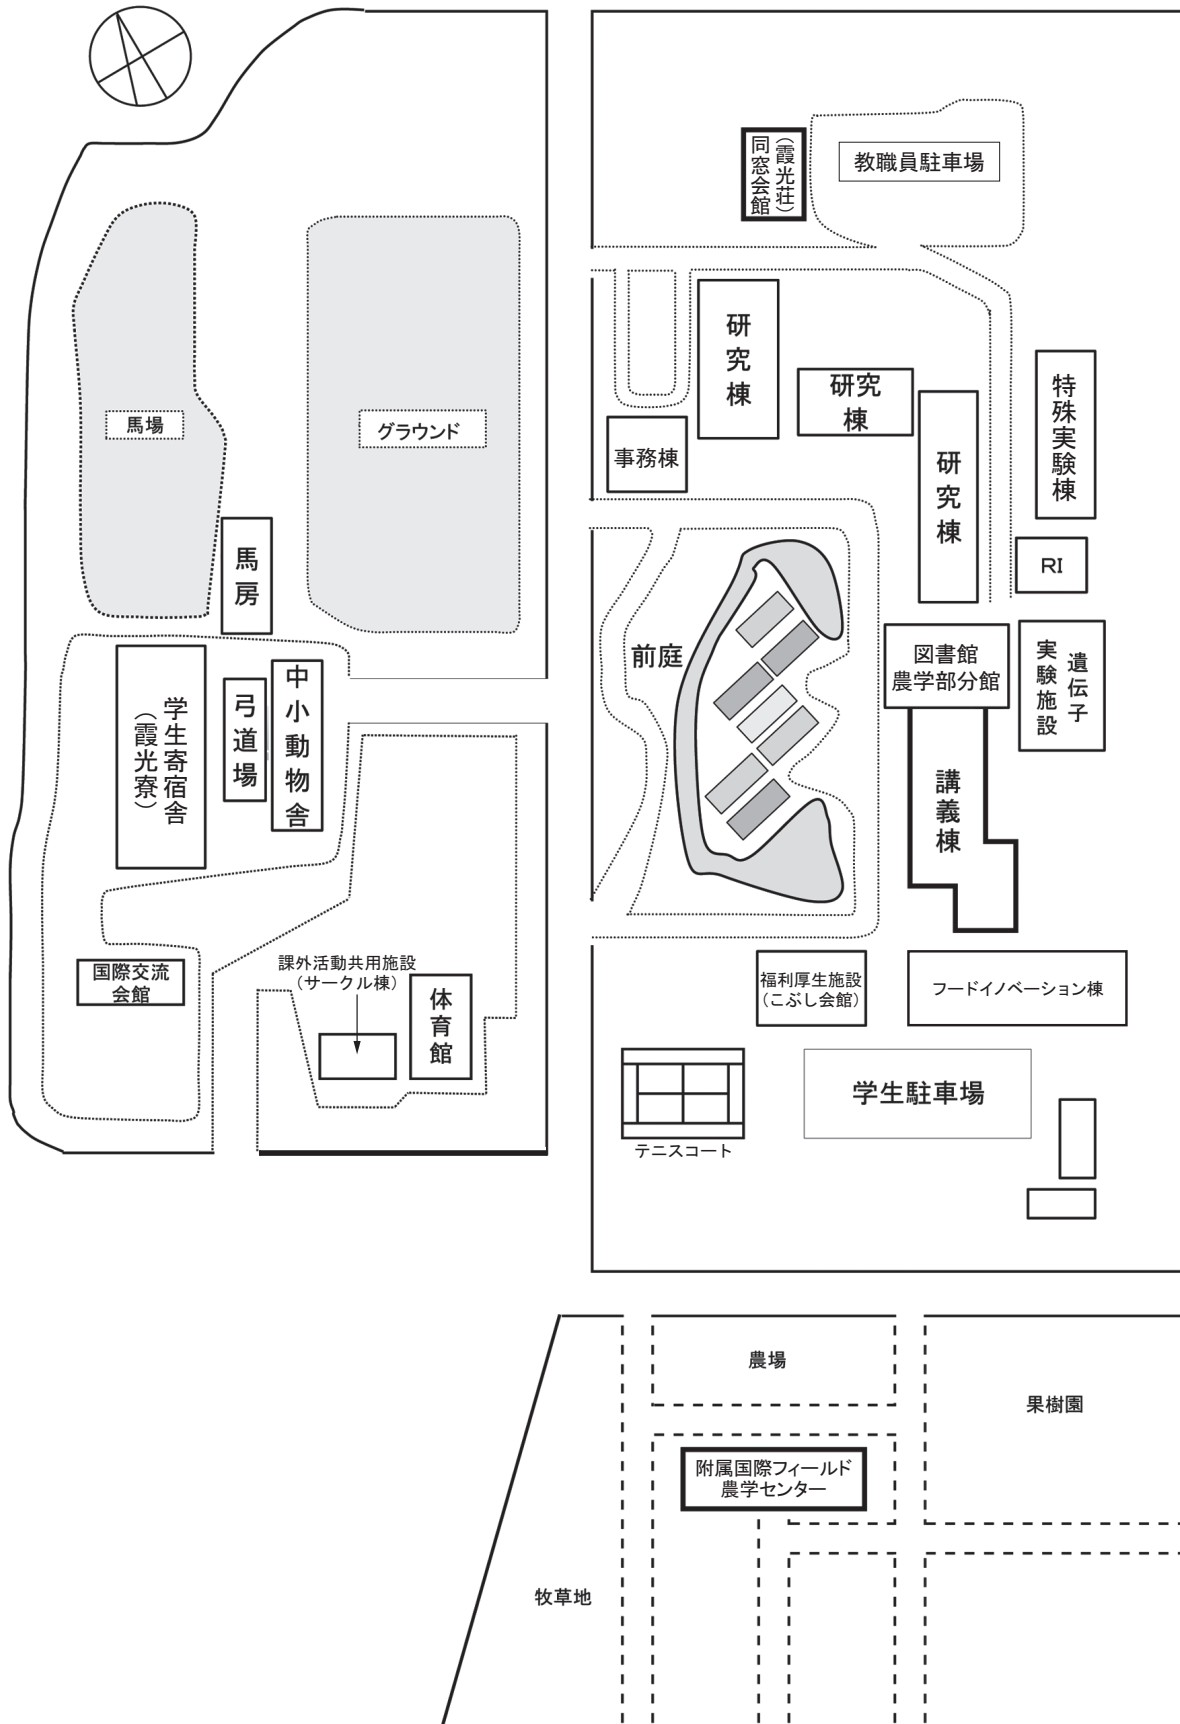 同窓会館
（霞光荘）
教職員駐車場
研究棟
研究
棟
研究棟
特殊実験棟
事務棟
RI
馬場
グラウンド
馬房
前庭
図書館
農学部分館
遺伝子
実験施設
講義棟
学生寄宿舎
（霞光寮）
弓道場
中小動物舎
国際交流
会館
課外活動共用施設
（サークル棟）
体育館
福利厚生施設
（こぶし会館）
フードイノベーション棟
学生駐車場
テニスコート
農場
果樹園
附属国際フィールド
農学センター
牧草地